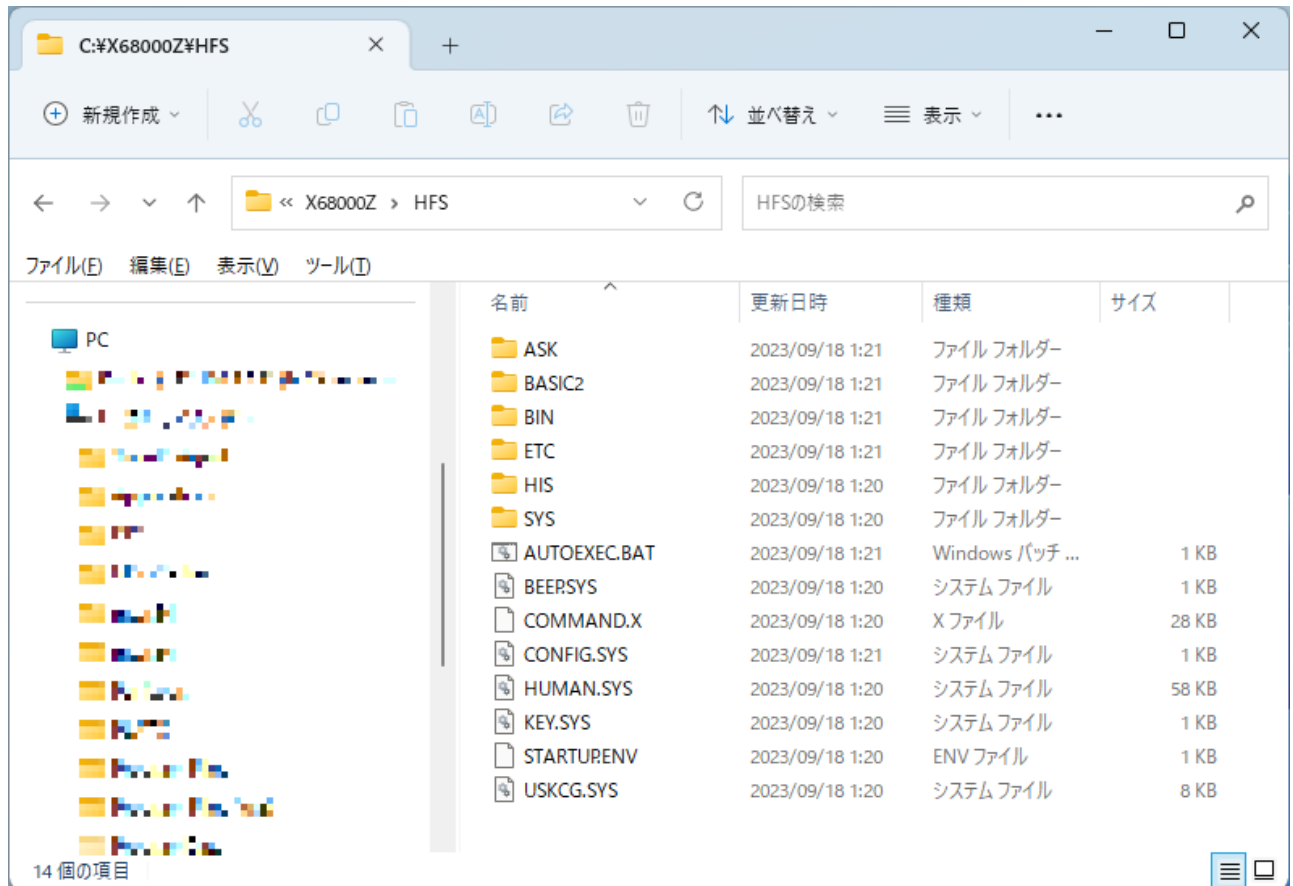 C:¥X68000Z¥HFS
新規作成 並べ替え 表示
« X68000Z > HFS HFSの検索
ファイル(F) 編集(E) 表示(V) ツール(T)
PC
名前 更新日時 種類 サイズ
ASK 2023/09/18 1:21 ファイル フォルダー
BASIC2 2023/09/18 1:21 ファイル フォルダー
BIN 2023/09/18 1:21 ファイル フォルダー
ETC 2023/09/18 1:21 ファイル フォルダー
HIS 2023/09/18 1:20 ファイル フォルダー
SYS 2023/09/18 1:20 ファイル フォルダー
AUTOEXEC.BAT 2023/09/18 1:21 Windows バッチ ... 1 KB
BEEP.SYS 2023/09/18 1:20 システム ファイル 1 KB
COMMAND.X 2023/09/18 1:20 X ファイル 28 KB
CONFIG.SYS 2023/09/18 1:21 システム ファイル 1 KB
HUMAN.SYS 2023/09/18 1:20 システム ファイル 58 KB
KEY.SYS 2023/09/18 1:20 システム ファイル 1 KB
STARTUP.ENV 2023/09/18 1:20 ENV ファイル 1 KB
USKCG.SYS 2023/09/18 1:20 システム ファイル 8 KB
14 個の項目